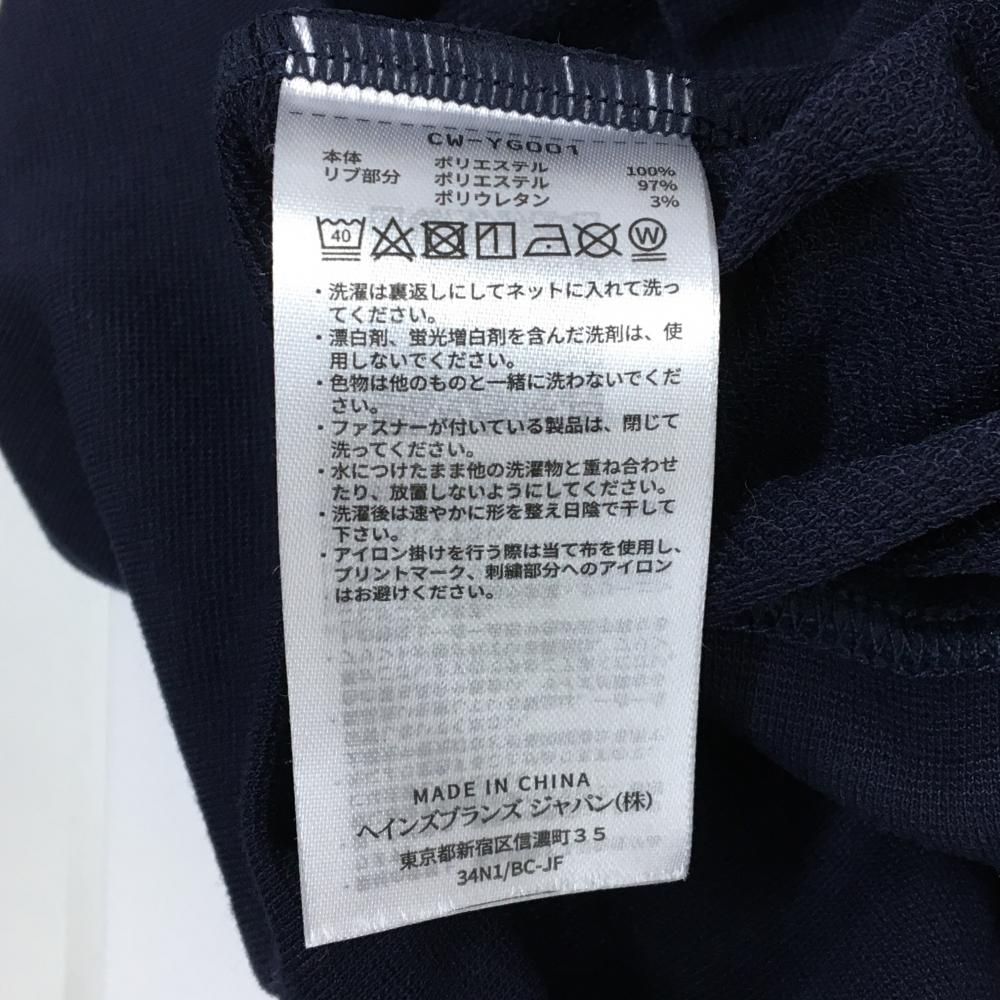 CW-YG001
本体 ポリエステル 100%
リブ部分 ポリエステル 97%
ポリウレタン 3%
40 W
・洗濯は裏返しにしてネットに入れて洗っ
てください。
・漂白剤、蛍光増白剤を含んだ洗剤は、使
用しないでください。
・色物は他のものと一緒に洗わないでくだ
さい。
・ファスナーが付いている製品は、閉じて
洗ってください。
・水につけたまま他の洗濯物と重ね合わせ
たり、放置しないようにしてください。
・洗濯後は速やかに形を整え日陰で干して
下さい。
・アイロン掛けを行う際は当て布を使用し、
プリントマーク、刺繍部分へのアイロン
はお避けください。
MADE IN CHINA
ヘインズブランズ ジャパン(株)
東京都新宿区信濃町35
34N1/BC-JF